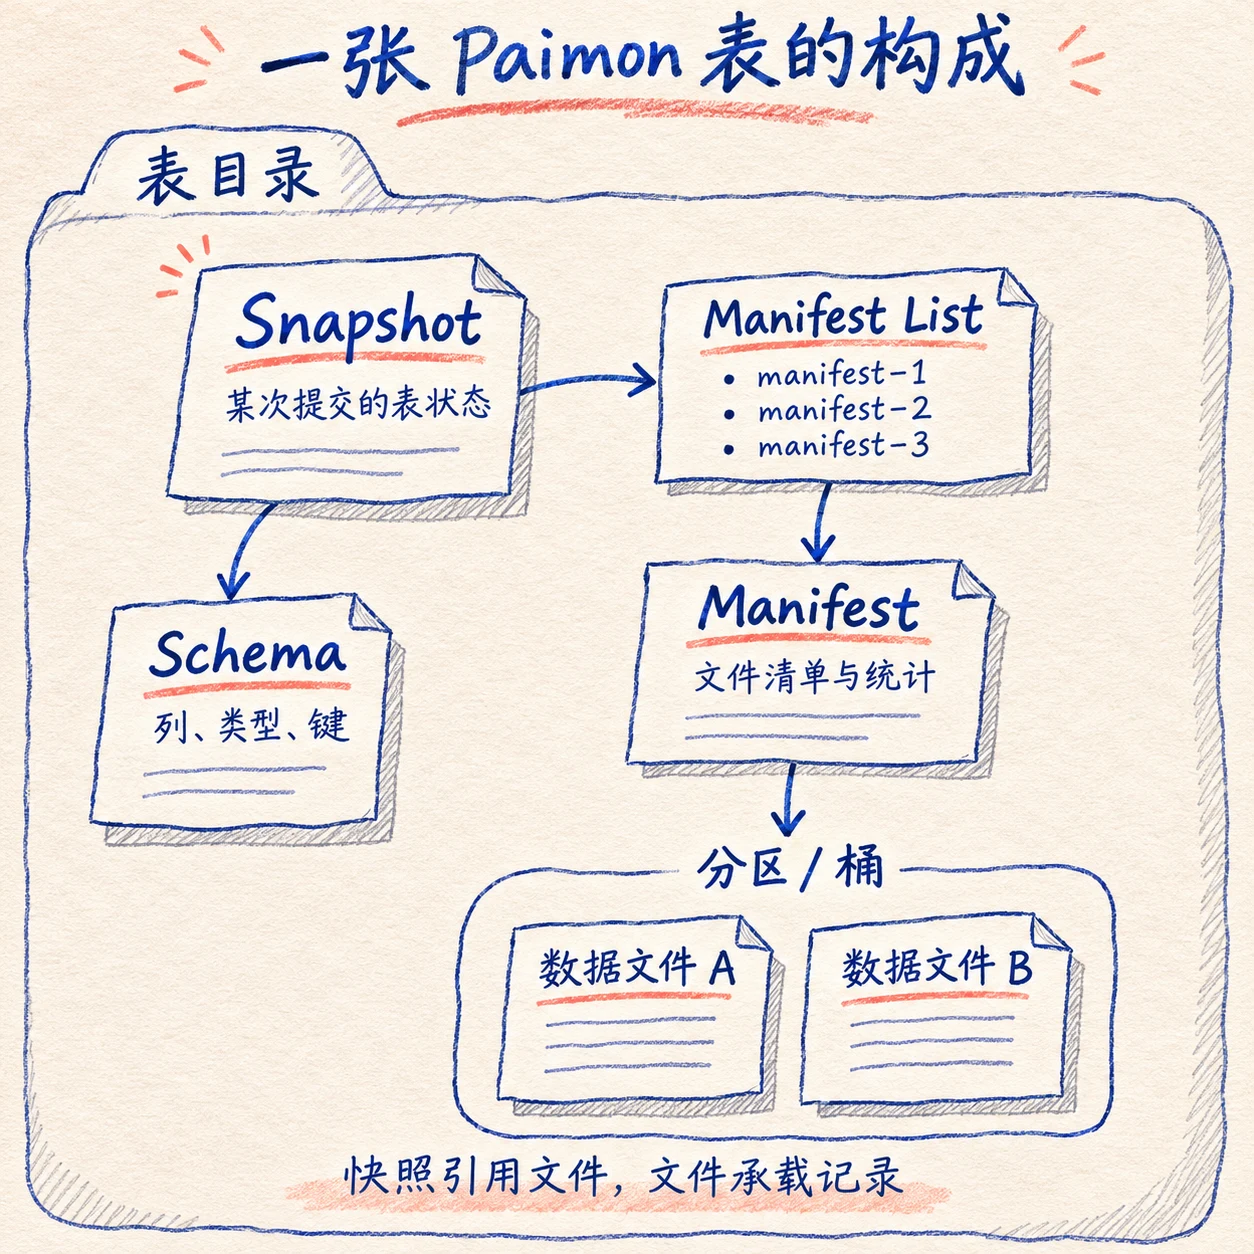 一张 Paimon 表的构成
表目录
Snapshot
某次提交的表状态
Manifest List
• manifest-1
• manifest-2
• manifest-3
Schema
列、类型、键
Manifest
文件清单与统计
分区 / 桶
数据文件 A
数据文件 B
快照引用文件，文件承载记录